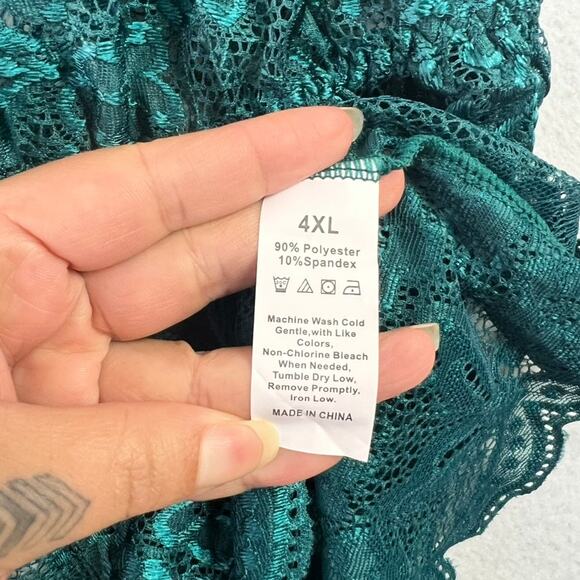 4XL
90% Polyester
10%Spandex
Machine Wash Cold
Gentle,with Like
Colors,
Non-Chlorine Bleach
When Needed,
Tumble Dry Low,
Remove Promptly,
Iron Low.
MADE IN CHINA